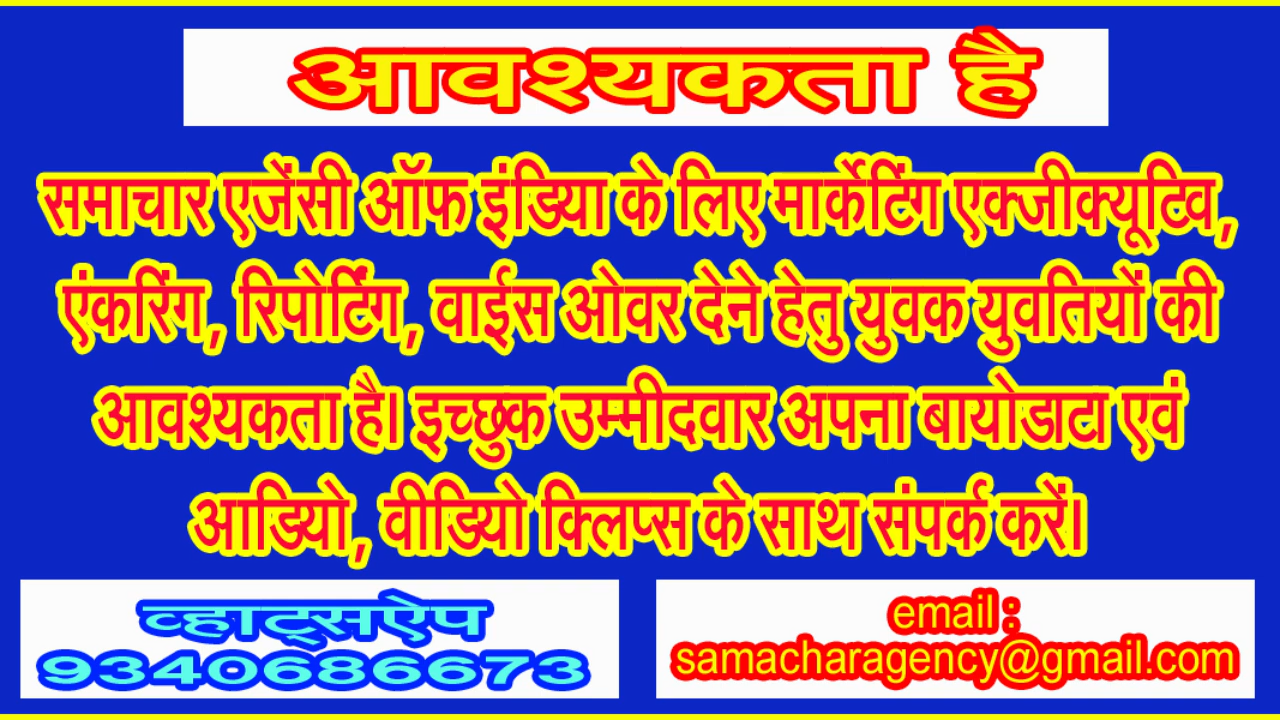 आवश्यकता है
समाचार एजेंसी ऑफ इंडिया के लिए मार्केटिंग एक्जीक्यूटिव,
एंकरिंग, रिपोर्टिंग, वाईस ओवर देने हेतु युवक युवतियों की
आवश्यकता है। इच्छुक उम्मीदवार अपना बायोडाटा एवं
आडियो, वीडियो क्लिप्स के साथ संपर्क करें।
व्हाट्सऐप
9340686673
email :
samacharagency@gmail.com